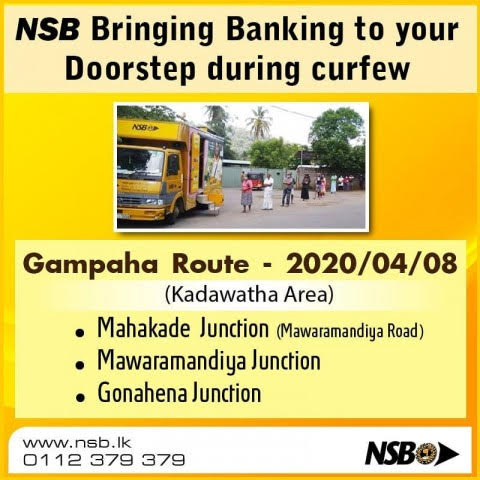 NSB Bringing Banking to your
Doorstep during curfew
NSB
Gampaha Route - 2020/04/08
(Kadawatha Area)
• Mahakade Junction (Mawaramandiya Road)
• Mawaramandiya Junction
• Gonahena Junction
www.nsb.lk
0112 379 379
NSB